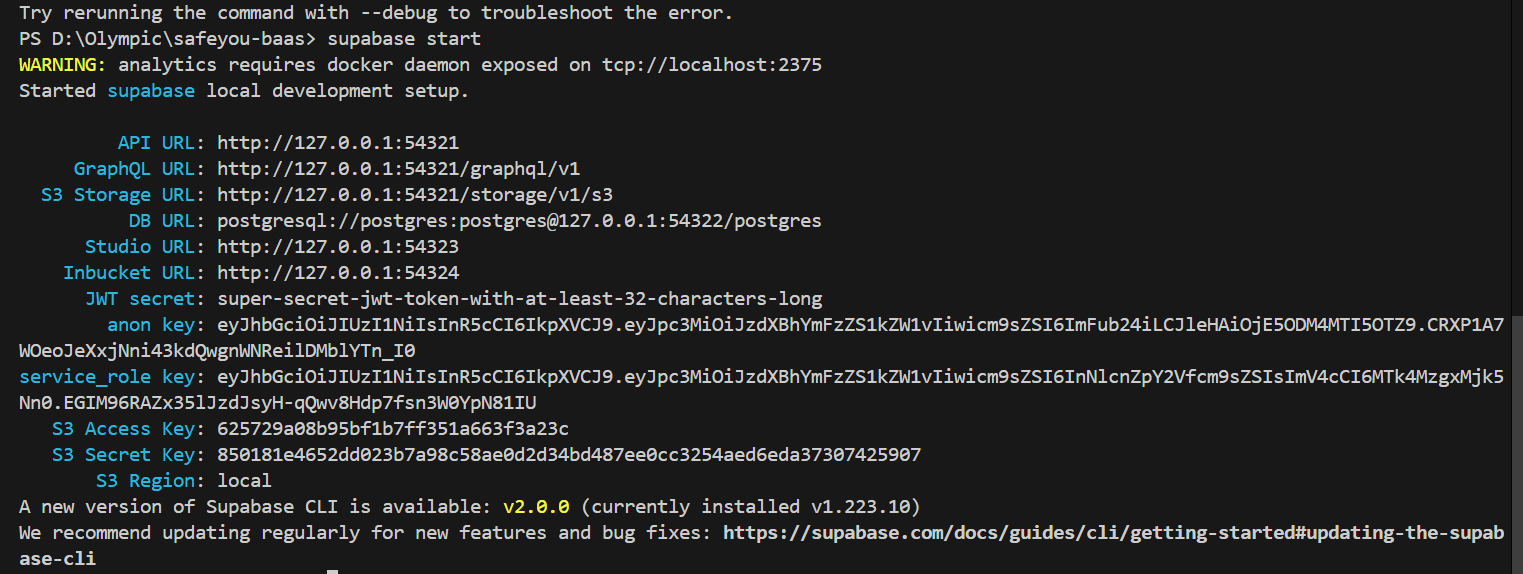 Try rerunning the command with --debug to troubleshoot the error.
PS D:\Olympic\safeyou-baas> supabase start
WARNING: analytics requires docker daemon exposed on tcp://localhost:2375
Started supabase local development setup.
API URL: http://127.0.0.1:54321
GraphQL URL: http://127.0.0.1:54321/graphql/v1
S3 Storage URL: http://127.0.0.1:54321/storage/v1/s3
DB URL: postgresql://postgres:postgres@127.0.0.1:54322/postgres
Studio URL: http://127.0.0.1:54323
Inbucket URL: http://127.0.0.1:54324
JWT secret: super-secret-jwt-token-with-at-least-32-characters-long
anon key: eyJhbGciOiJIUzI1NiIsInR5cCI6IkpXVCJ9.eyJpc3MiOiJzdXBhYmFzZS1kZW1vIiwicm9sZSI6ImFub24iLCJleHAiOjE5ODM4MTI5OTZ9.CRXP1A7
WOeoJeXxjNni43kdQwgnWNReilDMblYTn_I0
service_role key: eyJhbGciOiJIUzI1NiIsInR5cCI6IkpXVCJ9.eyJpc3MiOiJzdXBhYmFzZS1kZW1vIiwicm9sZSI6InNlcnZpY2Vfcm9sZSIsImV4cCI6MTk4MzgxMjk5
Nn0.EGIM96RAZx35lJzdJsyH-qQwv8Hdp7fsn3W0YpN81IU
S3 Access Key: 625729a08b95bf1b7ff351a663f3a23c
S3 Secret Key: 850181e4652dd023b7a98c58ae0d2d34bd487ee0cc3254aed6eda37307425907
S3 Region: local
A new version of Supabase CLI is available: v2.0.0 (currently installed v1.223.10)
We recommend updating regularly for new features and bug fixes: https://supabase.com/docs/guides/cli/getting-started#updating-the-supab
ase-cli